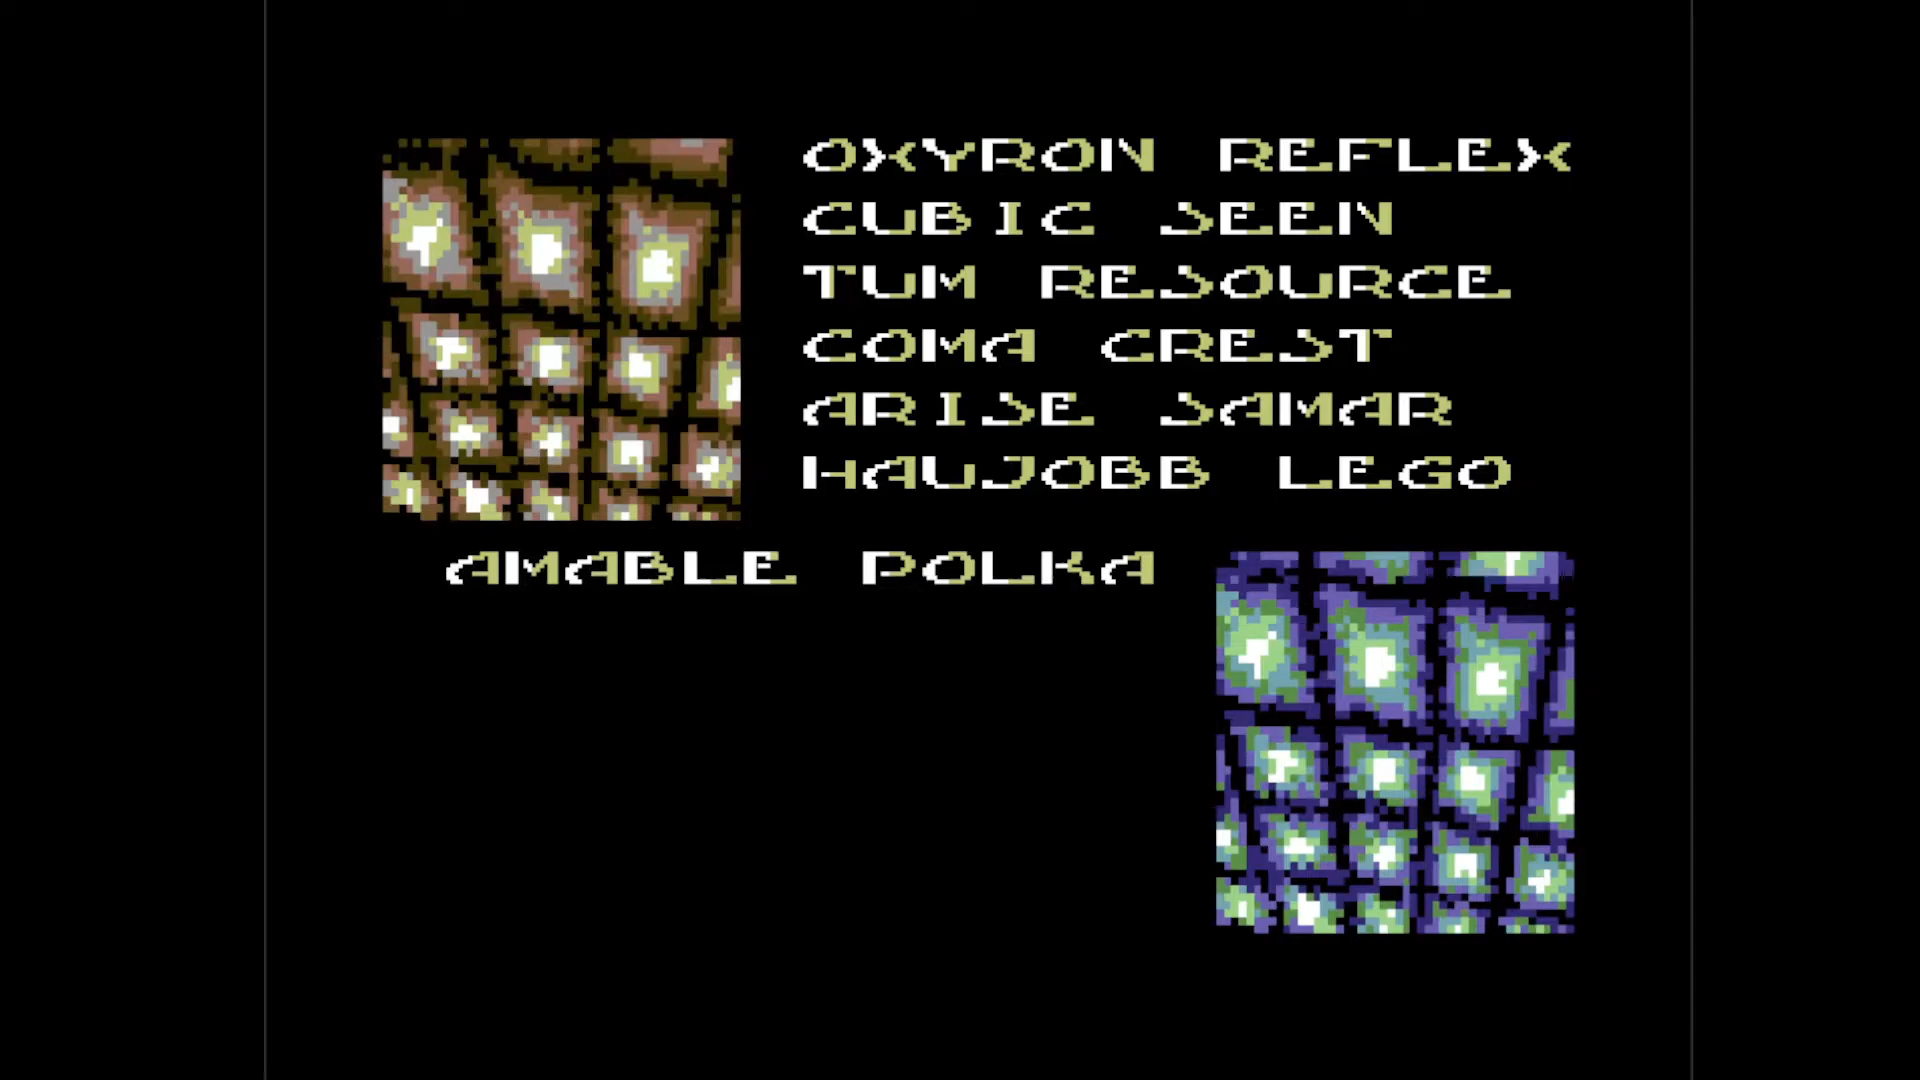 OXYRON REFLEX
CUBIC SEEN
TUM RESOURCE
COMA CREST
ARISE SAMAR
HAUJOBB LEGO
AMABLE POLKA